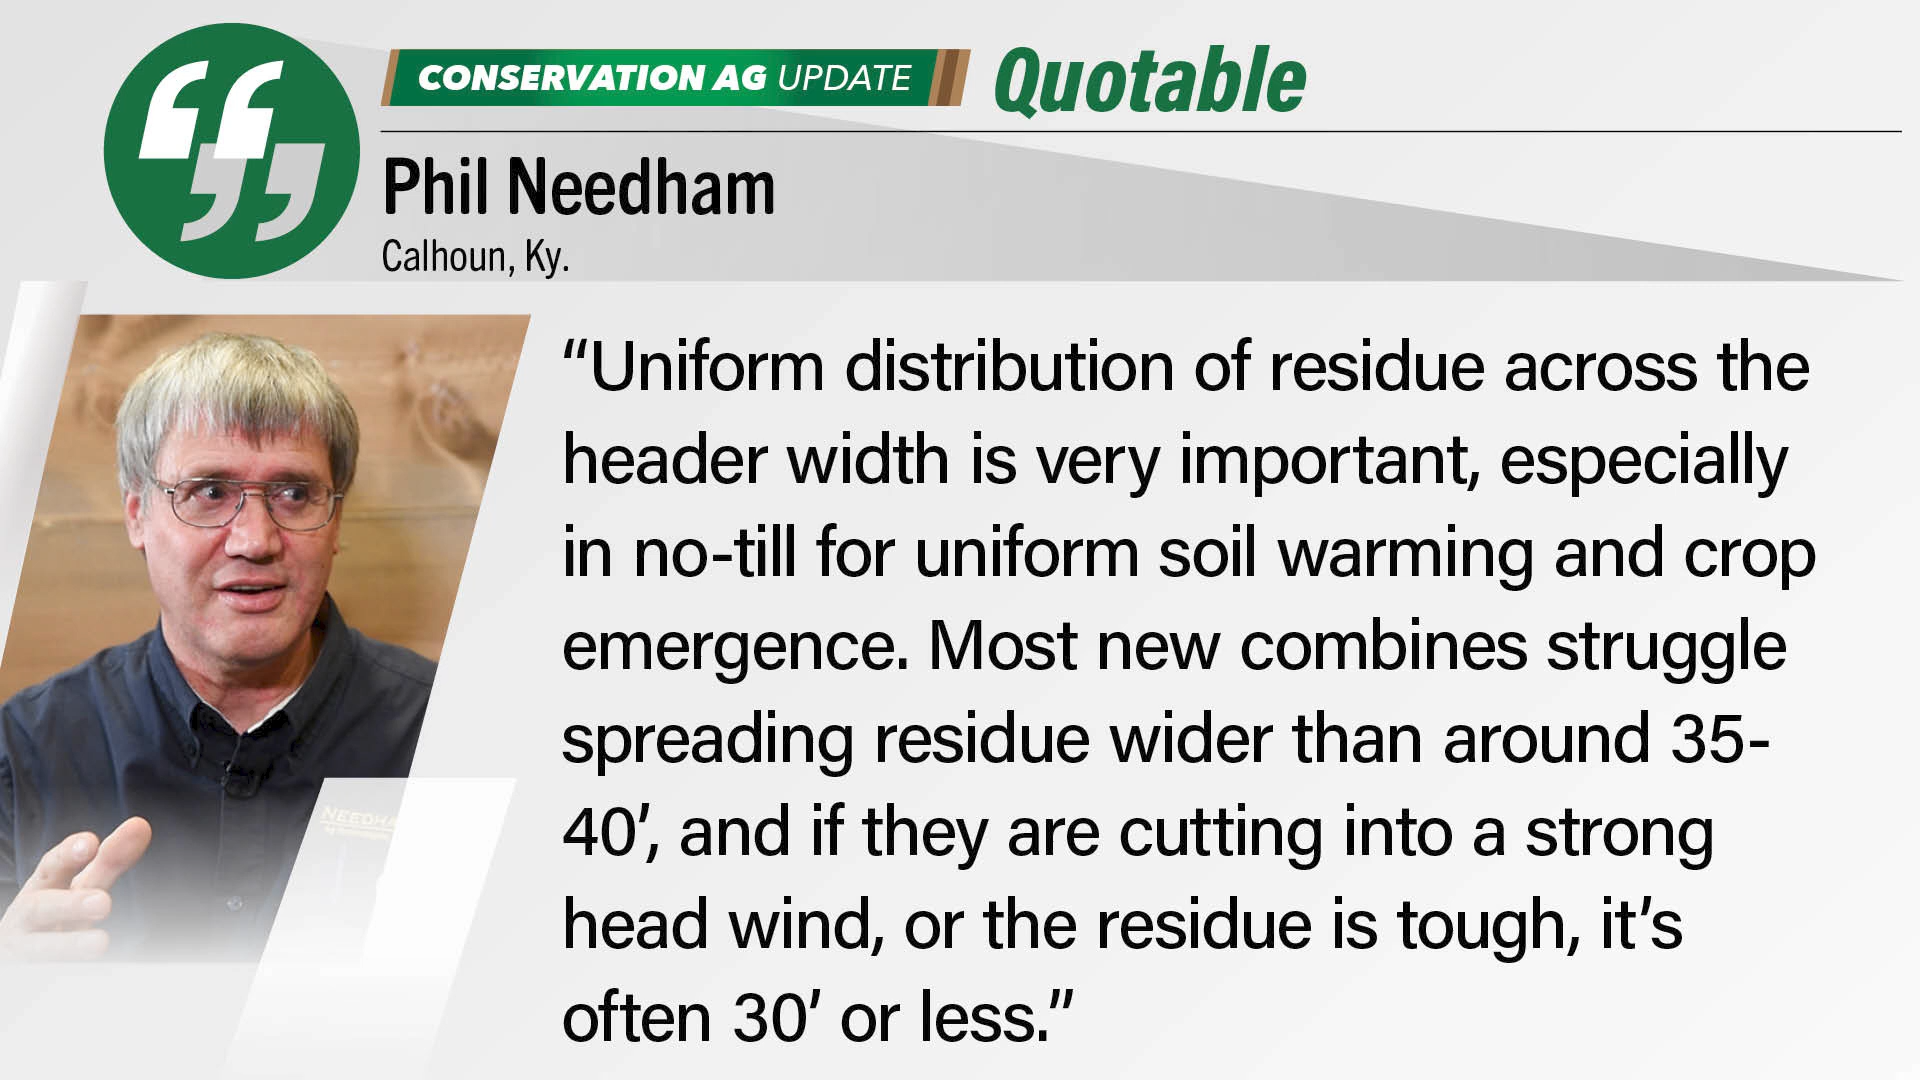 CONSERVATION AG UPDATE Quotable
Phil Needham
Calhoun, Ky.
“Uniform distribution of residue across the
header width is very important, especially
in no-till for uniform soil warming and crop
emergence. Most new combines struggle
spreading residue wider than around 35-
40’, and if they are cutting into a strong
head wind, or the residue is tough, it’s
often 30’ or less.”